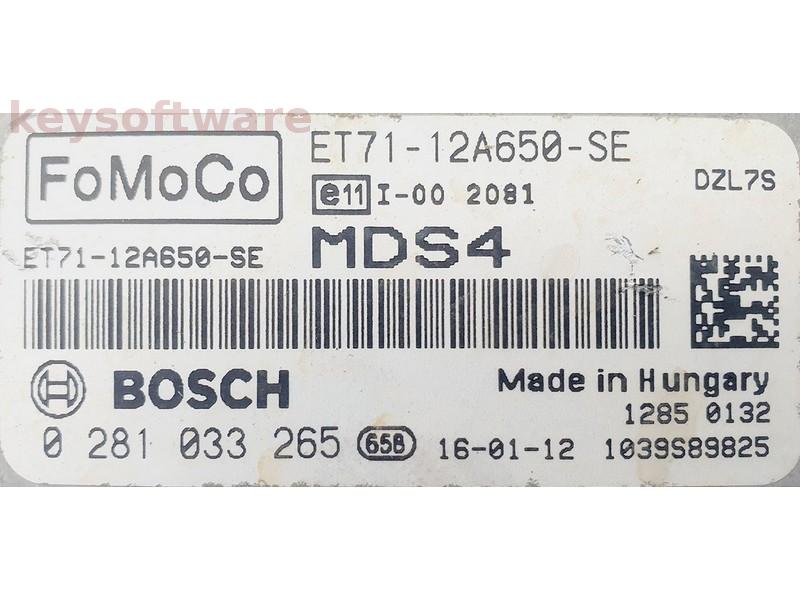 keysoftware
FoMoCo
ET71-12A650-SE
e11 I-00 2081
DZL7S
ET71-12A650-SE
MDS4
BOSCH
Made in Hungary
1285 0132
0 281 033 265 65B 16-01-12 1039S89825